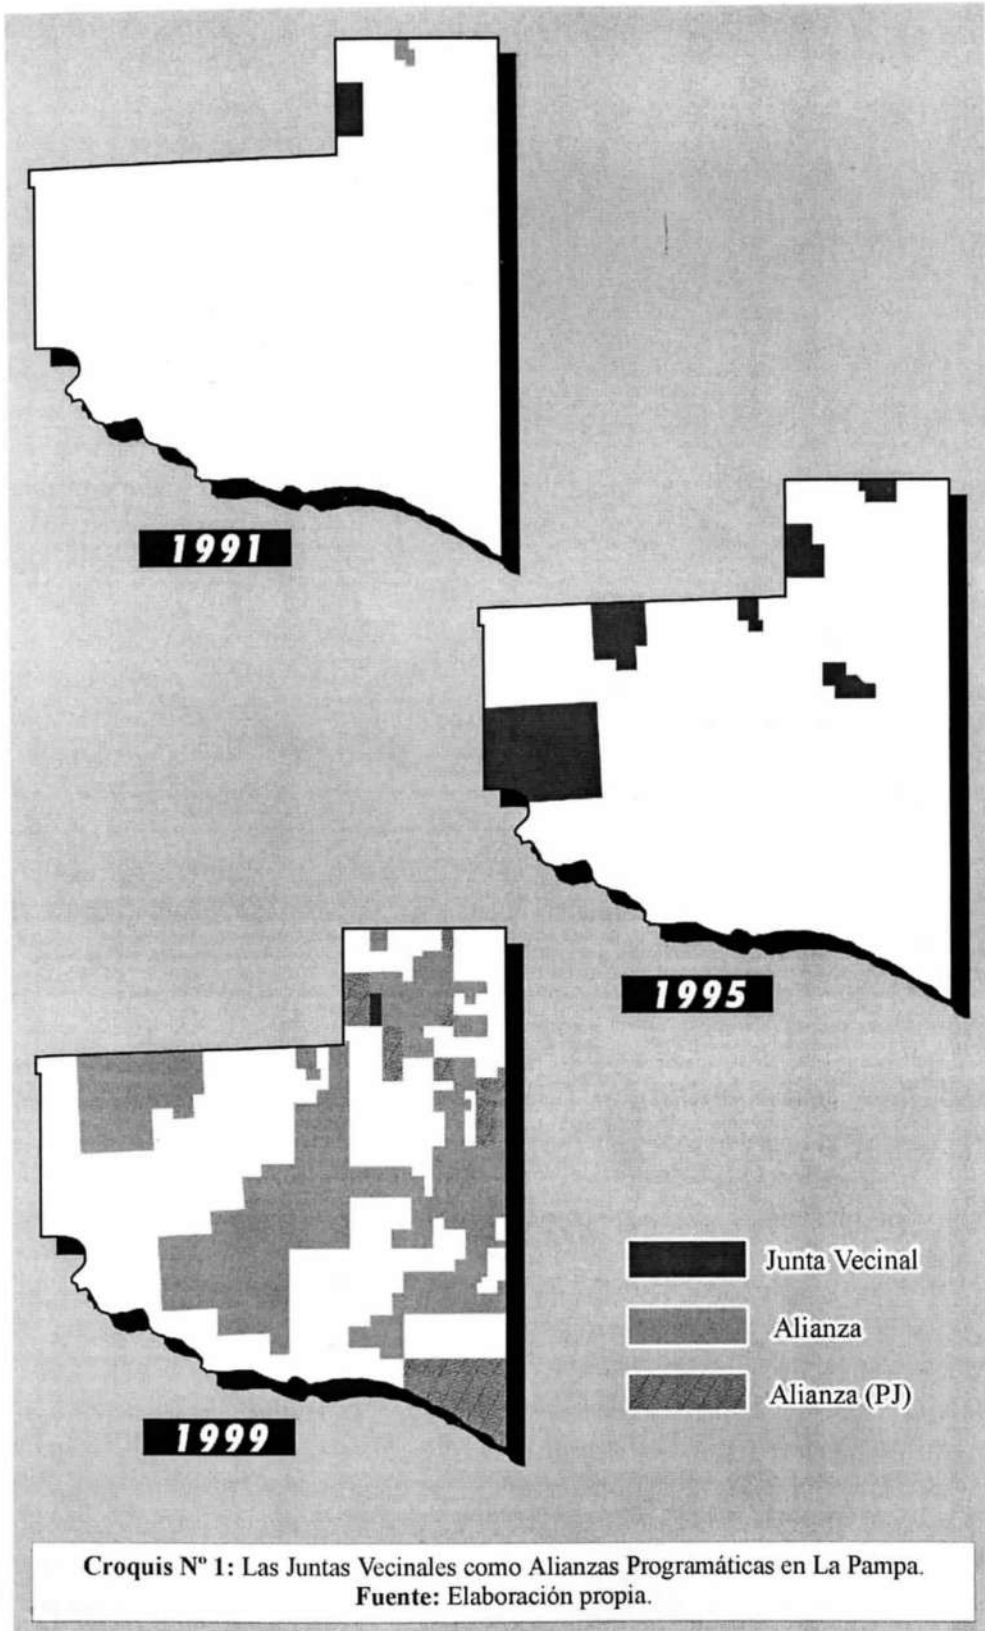 1991
1995
1999
Junta Vecinal
Alianza
Alianza (PJ)
Croquis Nº 1: Las Juntas Vecinales como Alianzas Programáticas en La Pampa.
Fuente: Elaboración propia.